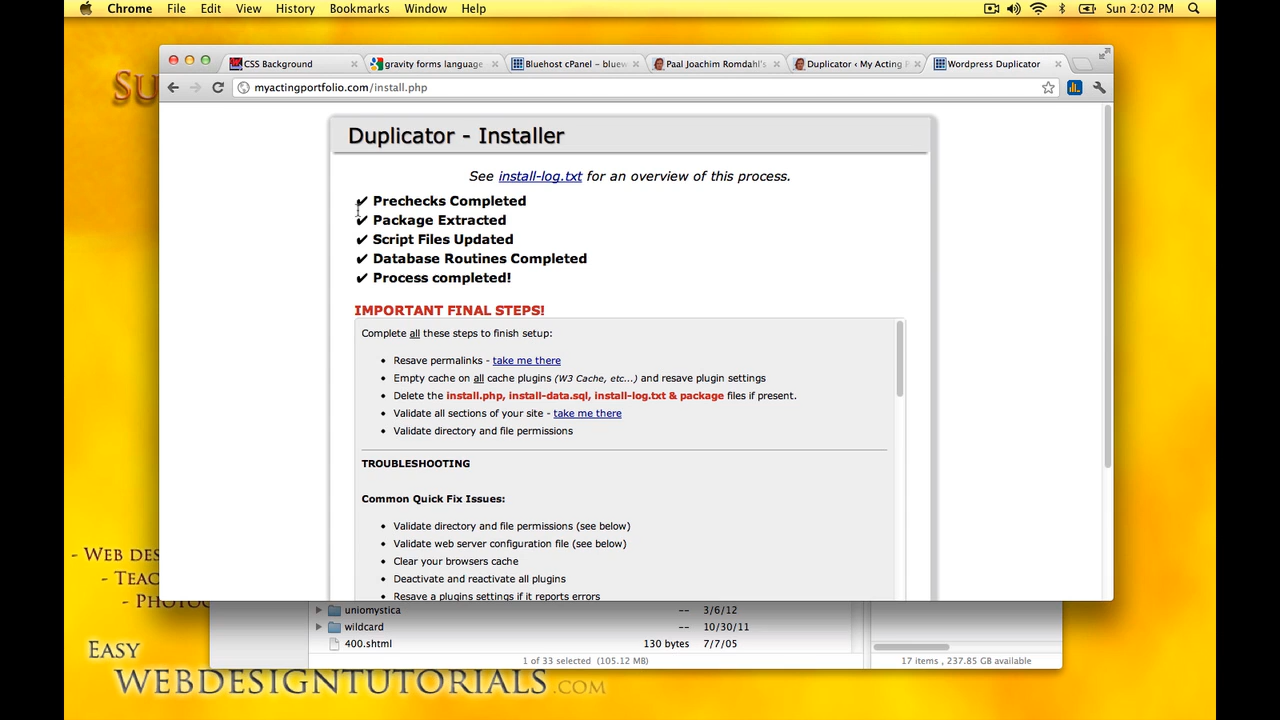 Chrome File Edit View History Bookmarks Window Help Sun 2:02 PM
Su
CSS Background gravity forms language Bluehost cPanel – bluew Paal Joachim Romdahl's Duplicator ‹ My Acting Wordpress Duplicator
myactingportfolio.com/install.php
Duplicator - Installer
See install-log.txt for an overview of this process.
✔ Prechecks Completed
✔ Package Extracted
✔ Script Files Updated
✔ Database Routines Completed
✔ Process completed!
IMPORTANT FINAL STEPS!
Complete all these steps to finish setup:
• Resave permalinks - take me there
• Empty cache on all cache plugins (W3 Cache, etc...) and resave plugin settings
• Delete the install.php, install-data.sql, install-log.txt & package files if present.
• Validate all sections of your site - take me there
• Validate directory and file permissions
TROUBLESHOOTING
Common Quick Fix Issues:
• Validate directory and file permissions (see below)
• Validate web server configuration file (see below)
• Clear your browsers cache
• Deactivate and reactivate all plugins
• Resave a plugins settings if it reports errors
- Web des
- Teac
- Photog
uniomystica -- 3/6/12
wildcard -- 10/30/11
400.shtml 130 bytes 7/7/05
1 of 33 selected (105.12 MB)
17 items , 237.85 GB available
Easy
WEBDESIGNTUTORIALS.COM